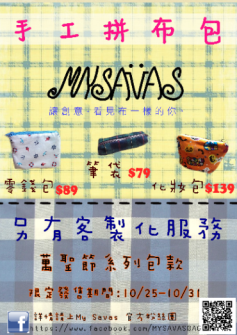 手工拼布包
MYSAVAS
讓創意 看見布一樣的你
筆袋 $79
零錢包 $89
化妝包 $139
另有客製化服務
萬聖節系列包款
限定發售期間:10/25-10/31
詳情請上My Savas 官方粉絲團
https://www.facebook.com/MYSAVASBAG